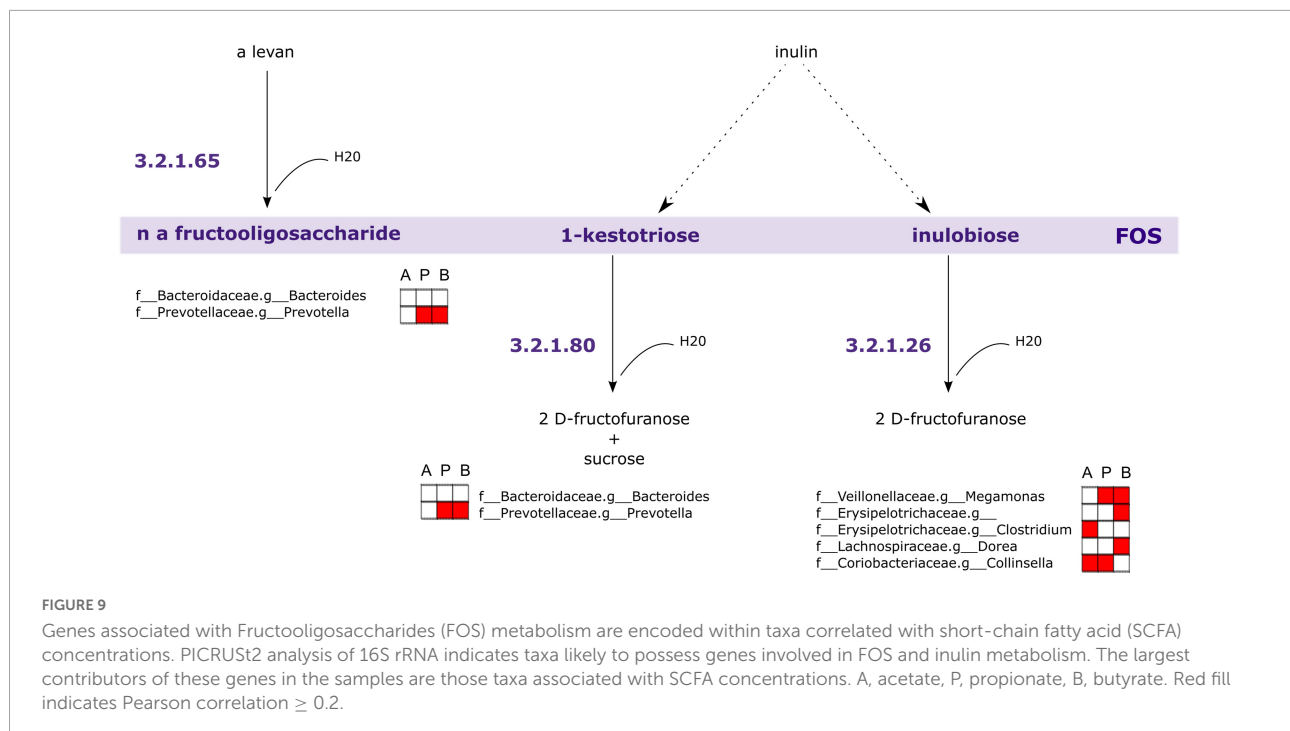 a levan
inulin
3.2.1.65
H20
n a fructooligosaccharide
1-kestotriose
inulobiose
FOS
A P B
f__Bacteroidaceae.g__Bacteroides
f__Prevotellaceae.g__Prevotella
3.2.1.80
H20
3.2.1.26
H20
2 D-fructofuranose
+
sucrose
2 D-fructofuranose
A P B
f__Bacteroidaceae.g__Bacteroides
f__Prevotellaceae.g__Prevotella
A P B
f__Veillonellaceae.g__Megamonas
f__Erysipelotrichaceae.g__
f__Erysipelotrichaceae.g__Clostridium
f__Lachnospiraceae.g__Dorea
f__Coriobacteriaceae.g__Collinsella
FIGURE 9
Genes associated with Fructooligosaccharides (FOS) metabolism are encoded within taxa correlated with short-chain fatty acid (SCFA)
concentrations. PICRUSt2 analysis of 16S rRNA indicates taxa likely to possess genes involved in FOS and inulin metabolism. The largest
contributors of these genes in the samples are those taxa associated with SCFA concentrations. A, acetate, P, propionate, B, butyrate. Red fill
indicates Pearson correlation ≥ 0.2.